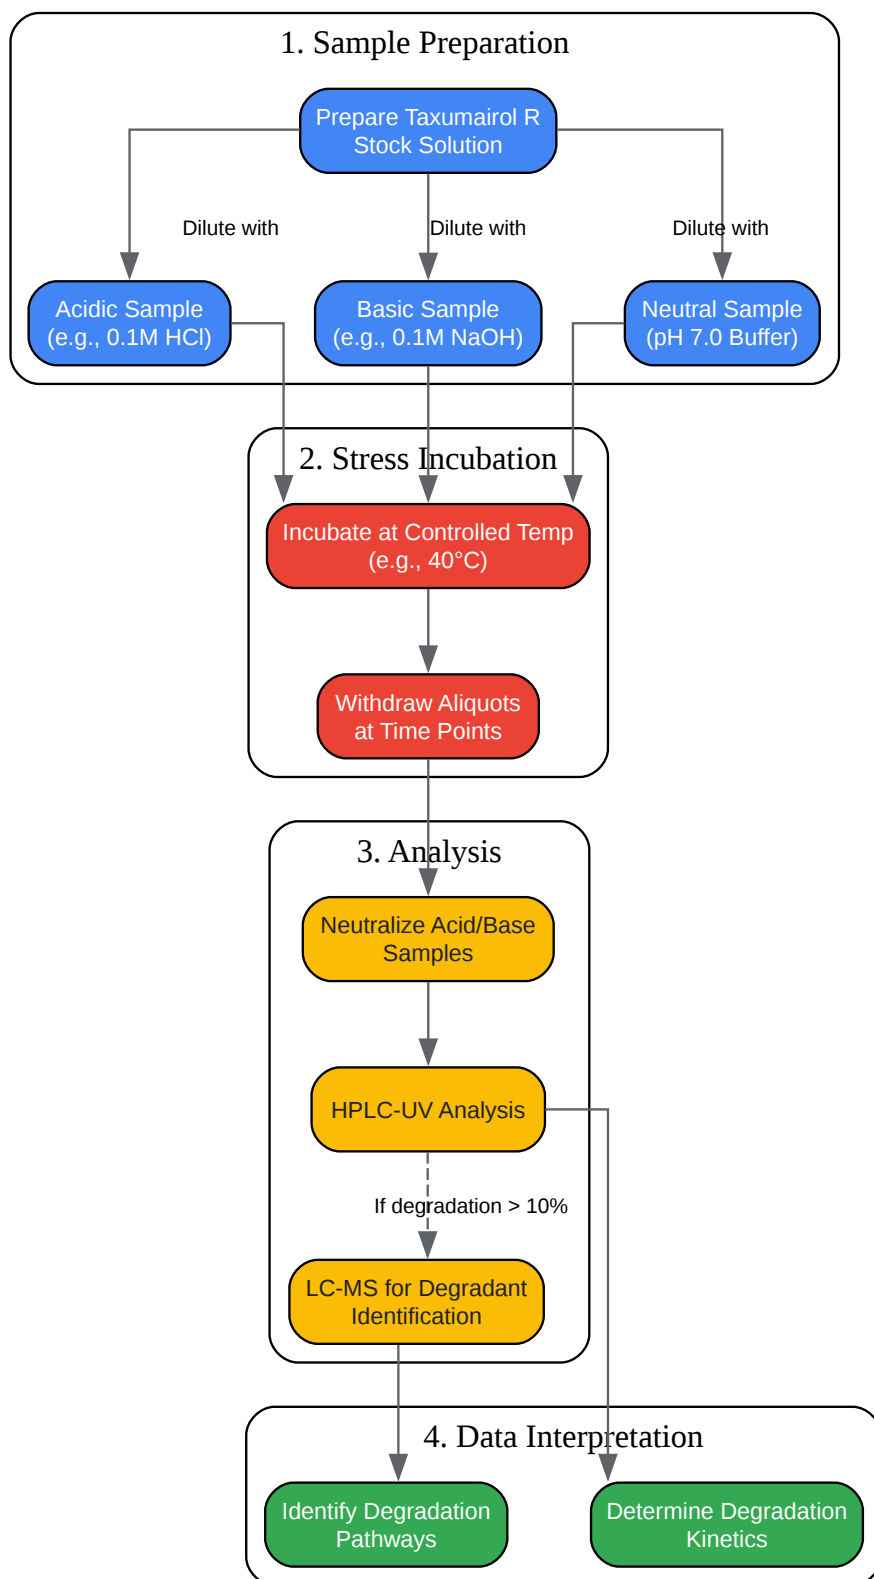 1. Sample Preparation
Prepare Taxumairol R
Stock Solution
Dilute with
Dilute with
Dilute with
Acidic Sample
(e.g., 0.1M HCl)
Basic Sample
(e.g., 0.1M NaOH)
Neutral Sample
(pH 7.0 Buffer)
2. Stress Incubation
Incubate at Controlled Temp
(e.g., 40°C)
Withdraw Aliquots
at Time Points
3. Analysis
Neutralize Acid/Base
Samples
HPLC-UV Analysis
If degradation > 10%
LC-MS for Degradant
Identification
4. Data Interpretation
Identify Degradation
Pathways
Determine Degradation
Kinetics